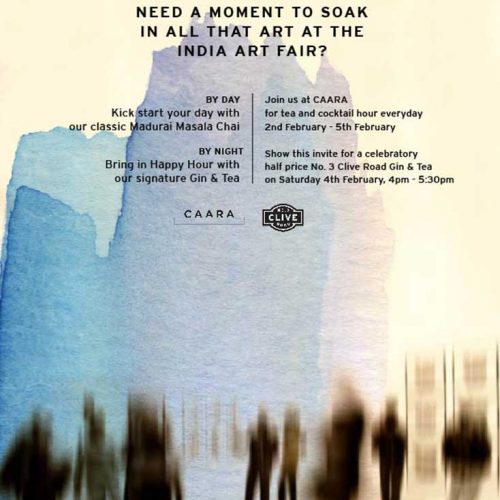 NEED A MOMENT TO SOAK
IN ALL THAT ART AT THE
INDIA ART FAIR?
BY DAY
Kick start your day with
our classic Madurai Masala Chai
BY NIGHT
Bring in Happy Hour with
our signature Gin & Tea
Join us at CAARA
for tea and cocktail hour everyday
2nd February - 5th February
Show this invite for a celebratory
half price No. 3 Clive Road Gin & Tea
on Saturday 4th February, 4pm - 5:30pm
CAARA
CLIVE
ROAD